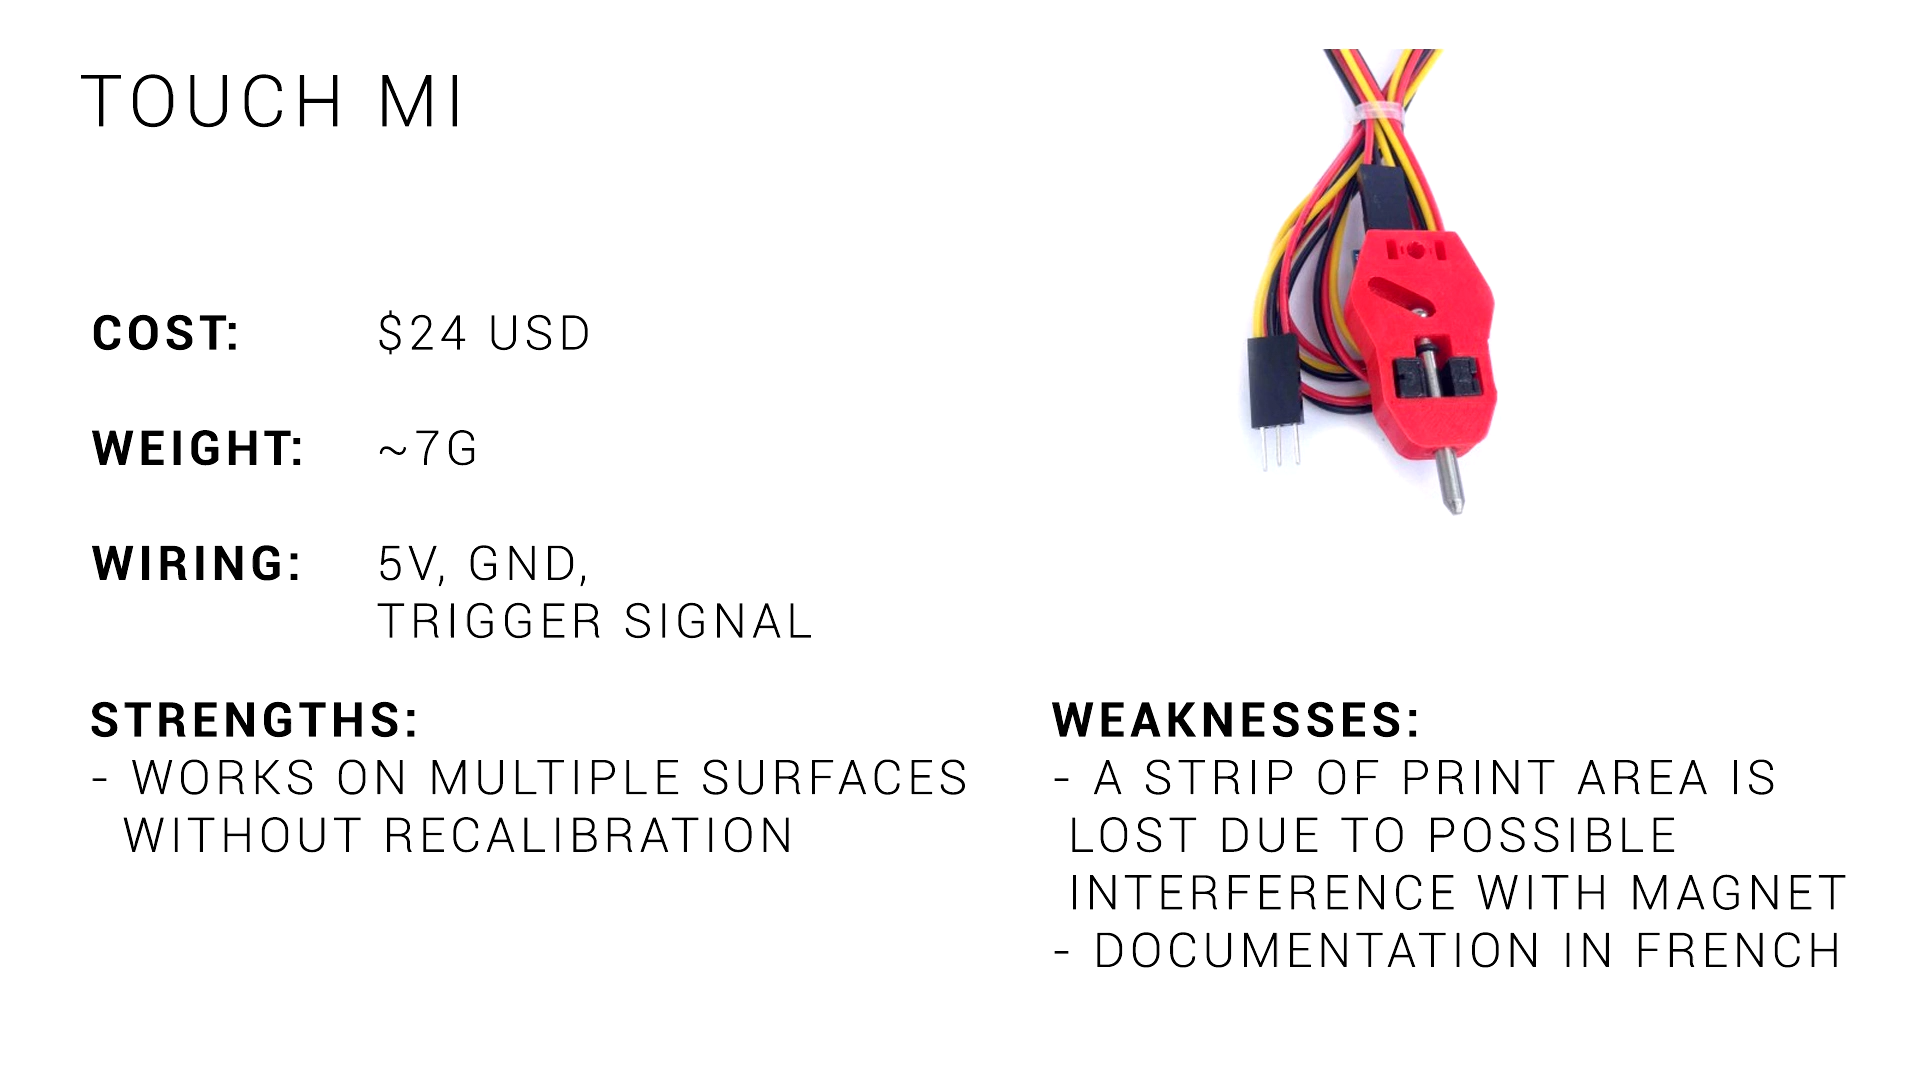 TOUCH MI
COST: $24 USD
WEIGHT: ~7G
WIRING: 5V, GND,
TRIGGER SIGNAL
STRENGTHS:
- WORKS ON MULTIPLE SURFACES
WITHOUT RECALIBRATION
WEAKNESSES:
- A STRIP OF PRINT AREA IS
LOST DUE TO POSSIBLE
INTERFERENCE WITH MAGNET
- DOCUMENTATION IN FRENCH